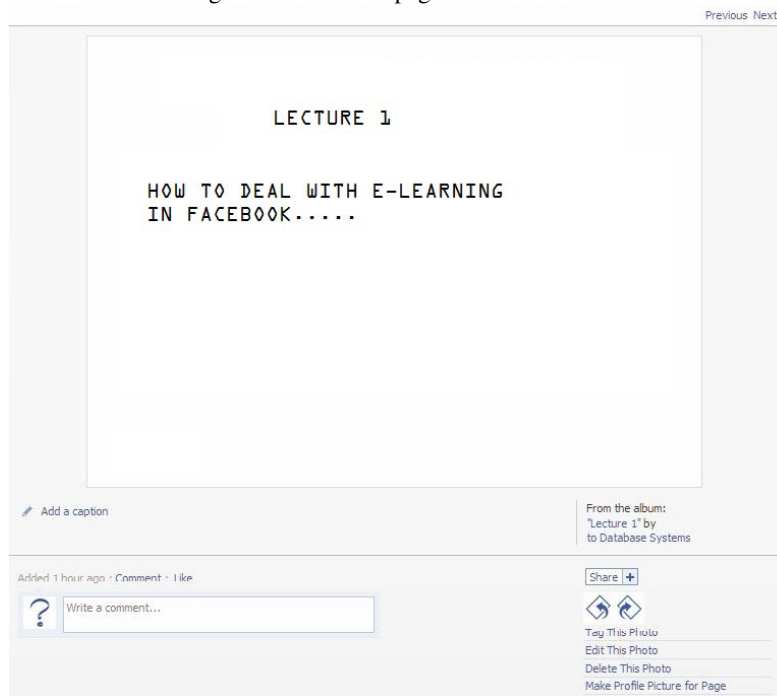 Previous Next
LECTURE 1
HOW TO DEAL WITH E-LEARNING
IN FACEBOOK.....
Add a caption
From the album:
"Lecture 1" by
to Database Systems
Added 1 hour ago · Comment · Like
Share +
Write a comment...
Tag This Photo
Edit This Photo
Delete This Photo
Make Profile Picture for Page